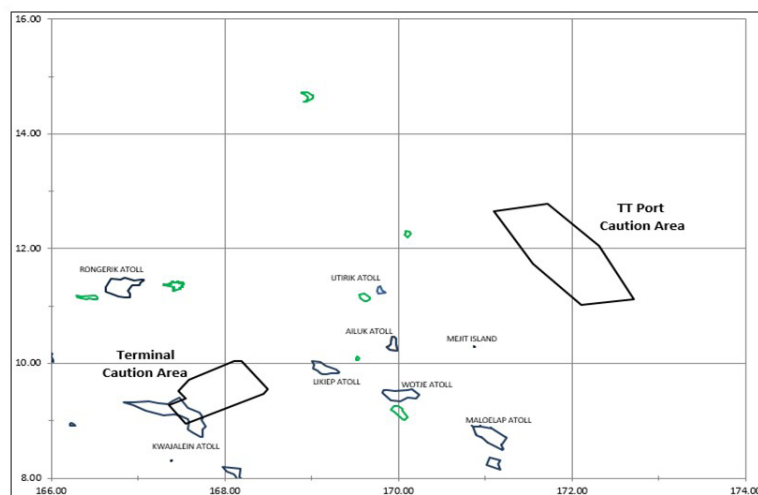 16.00
14.00
TT Port
Caution Area
12.00
RONGERIK ATOLL
UTIRIK ATOLL
AILUK ATOLL
MEJIT ISLAND
Terminal
Caution Area
10.00
LIKIEP ATOLL
WOTJE ATOLL
MALOELAP ATOLL
KWAJALEIN ATOLL
8.00
166.00 168.00 170.00 172.00 174.00